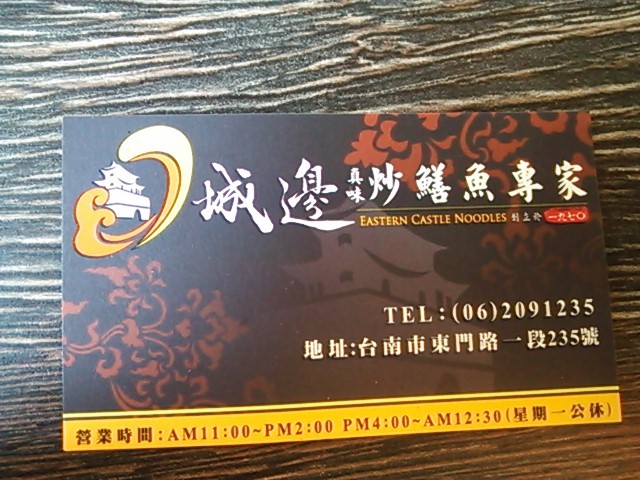 城邊真味炒鱔魚專家
EASTERN CASTLE NOODLES 創立於 一九七〇
TEL:(06)2091235
地址:台南市東門路一段235號
營業時間:AM11:00~PM2:00 PM4:00~AM12:30(星期一公休)